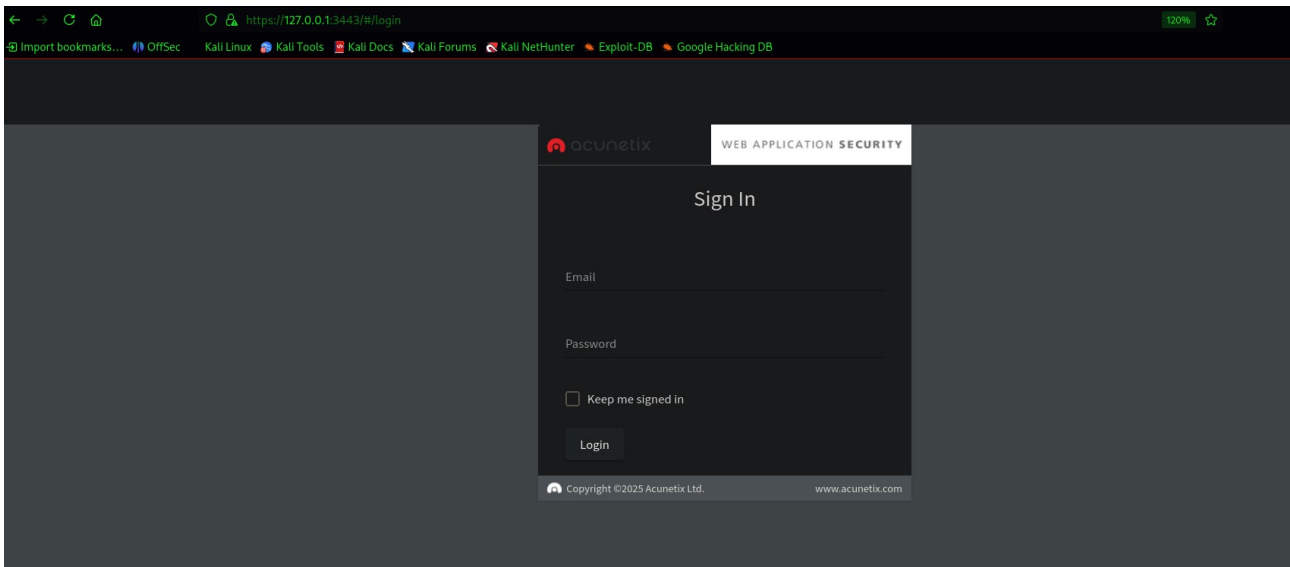 https://127.0.0.1:3443/#/login 120%
Import bookmarks... OffSec Kali Linux Kali Tools Kali Docs Kali Forums Kali NetHunter Exploit-DB Google Hacking DB
acunetix WEB APPLICATION SECURITY
Sign In
Email
Password
Keep me signed in
Login
Copyright ©2025 Acunetix Ltd. www.acunetix.com